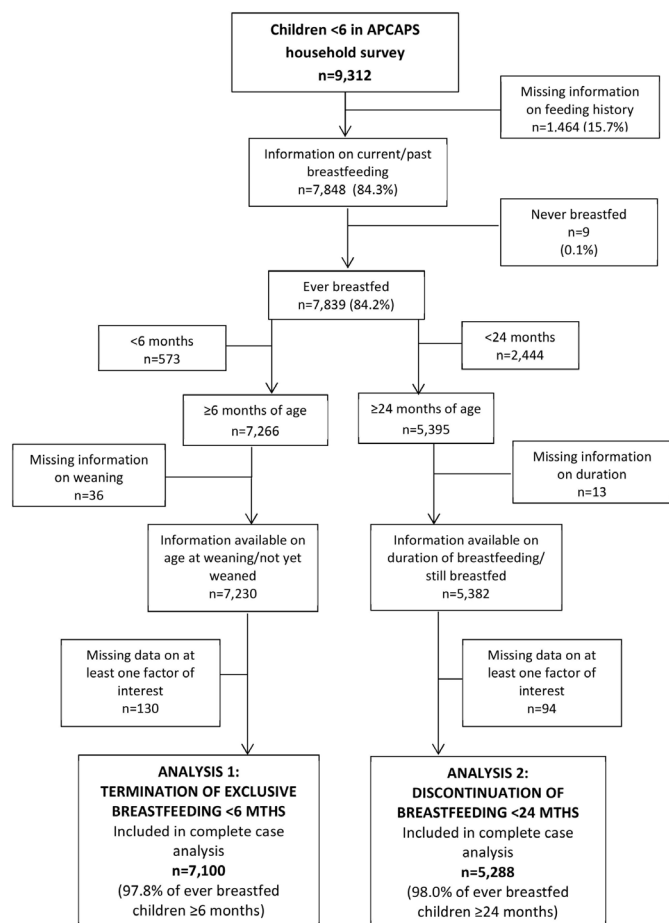 Children <6 in APCAPS
household survey
n=9,312
Missing information
on feeding history
n=1.464 (15.7%)
Information on current/past
breastfeeding
n=7,848 (84.3%)
Never breastfed
n=9
(0.1%)
Ever breastfed
n=7,839 (84.2%)
<6 months
n=573
<24 months
n=2,444
≥6 months of age
n=7,266
≥24 months of age
n=5,395
Missing information
on weaning
n=36
Missing information
on duration
n=13
Information available on
age at weaning/not yet
weaned
n=7,230
Information available on
duration of breastfeeding/
still breastfed
n=5,382
Missing data on at
least one factor of
interest
n=130
Missing data on at
least one factor of
interest
n=94
ANALYSIS 1:
TERMINATION OF EXCLUSIVE
BREASTFEEDING <6 MTHS
Included in complete case
analysis
n=7,100
(97.8% of ever breastfed
children ≥6 months)
ANALYSIS 2:
DISCONTINUATION OF
BREASTFEEDING <24 MTHS
Included in complete case
analysis
n=5,288
(98.0% of ever breastfed
children ≥24 months)